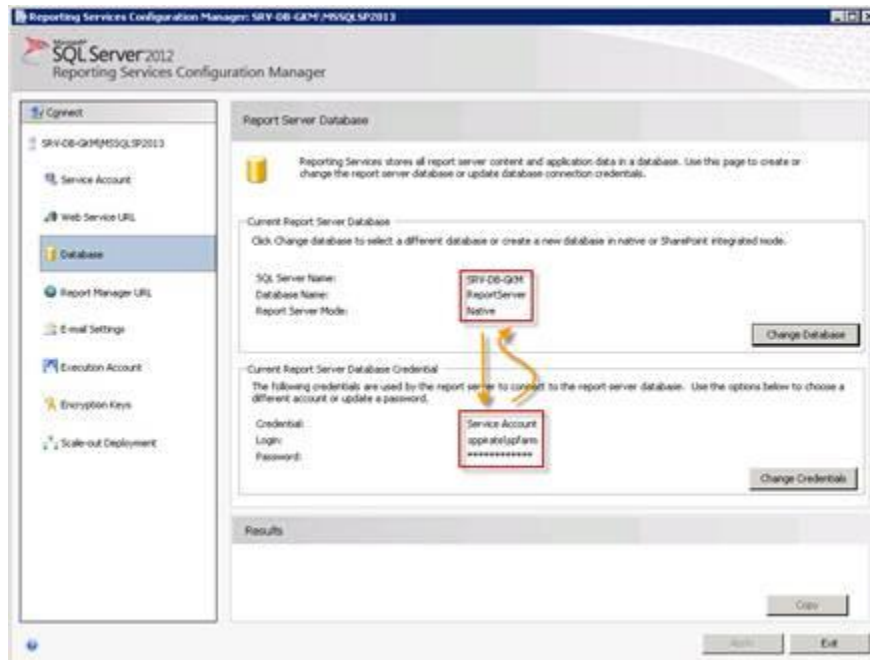 Reporting Services Configuration Manager: SRV-DB-GKM\MSSQLSP2013
Microsoft
SQL Server 2012
Reporting Services Configuration Manager
Connect
SRV-DB-GKM\MSSQLSP2013
Service Account
Web Service URL
Database
Report Manager URL
E-mail Settings
Execution Account
Encryption Keys
Scale-out Deployment
Report Server Database
Reporting Services stores all report server content and application data in a database. Use this page to create or
change the report server database or update database connection credentials.
Current Report Server Database
Click Change database to select a different database or create a new database in native or SharePoint integrated mode.
SQL Server Name: SRV-DB-GKM
Database Name: ReportServer
Report Server Mode: Native
Change Database
Current Report Server Database Credential
The following credentials are used by the report server to connect to the report server database. Use the options below to choose a
different account or update a password.
Credential: Service Account
Login: appiratel\spfarm
Password: *************
Change Credentials
Results
Copy
Apply
Exit